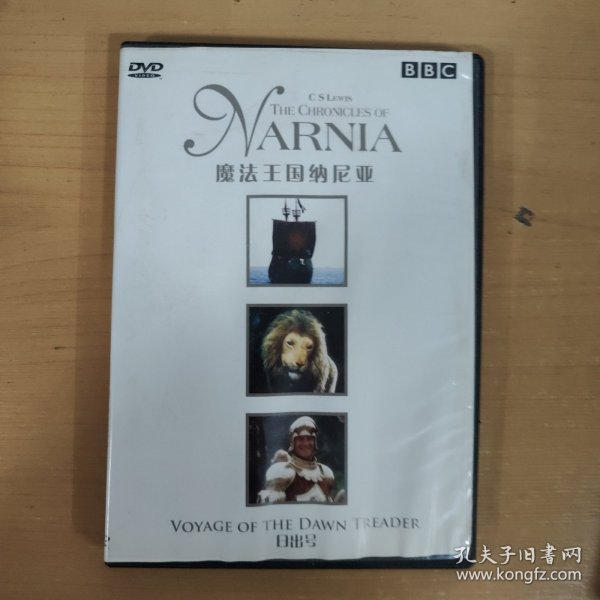 DVD
VIDEO
BBC
C S LEWIS
THE CHRONICLES OF
NARNIA
魔法王国纳尼亚
VOYAGE OF THE DAWN TREADER
日出号
孔夫子旧书网
www.kongfz.com